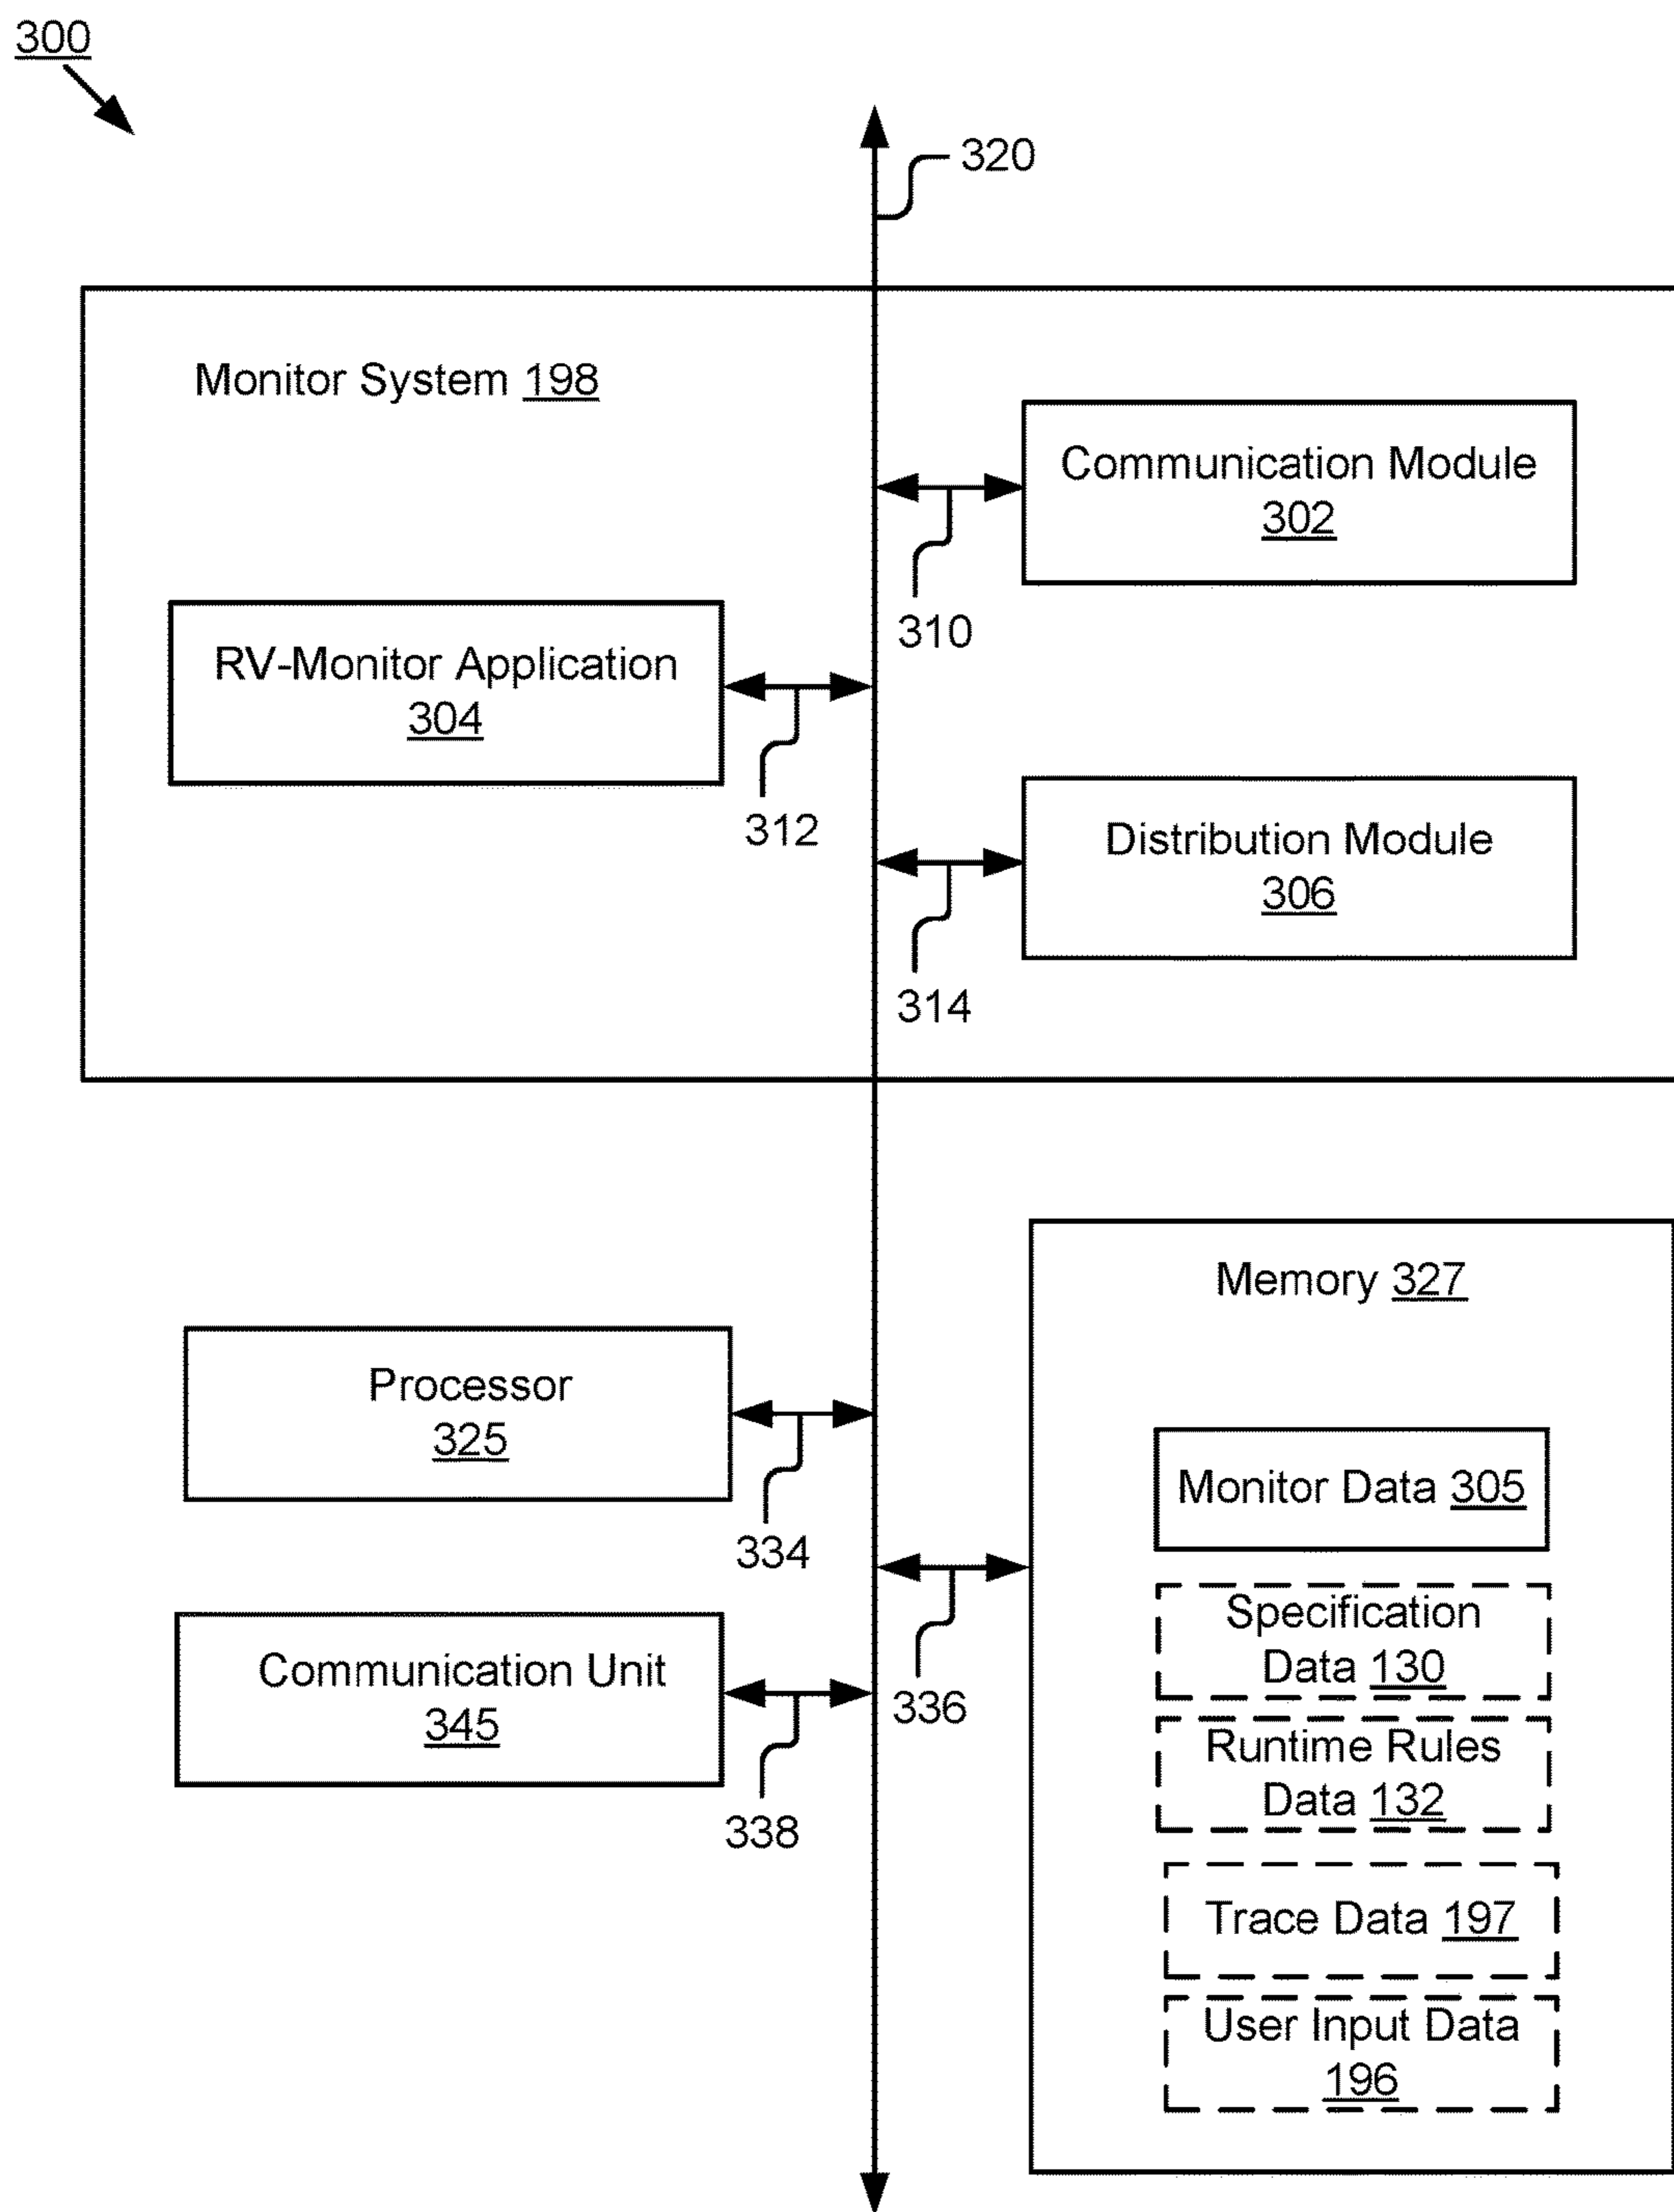 300
320
Monitor System 198
Communication Module
302
310
RV-Monitor Application
304
312
Distribution Module
306
314
Memory 327
Processor
325
334
Monitor Data 305
Specification
Data 130
Communication Unit
345
336
338
Runtime Rules
Data 132
Trace Data 197
User Input Data
196